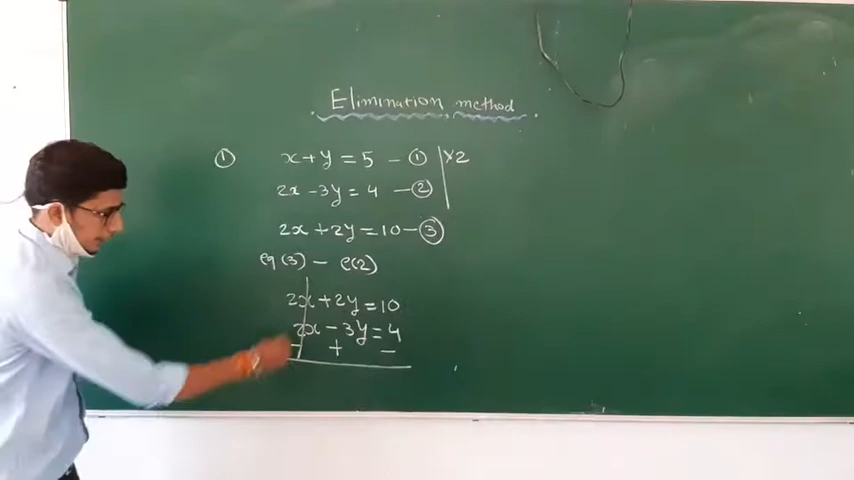 Elimination method
① x+y=5 -① | x2
2x-3y=4 -②
2x+2y=10-③
eq(3) - e(2)
2x+2y=10
2x-3y=4
- + -